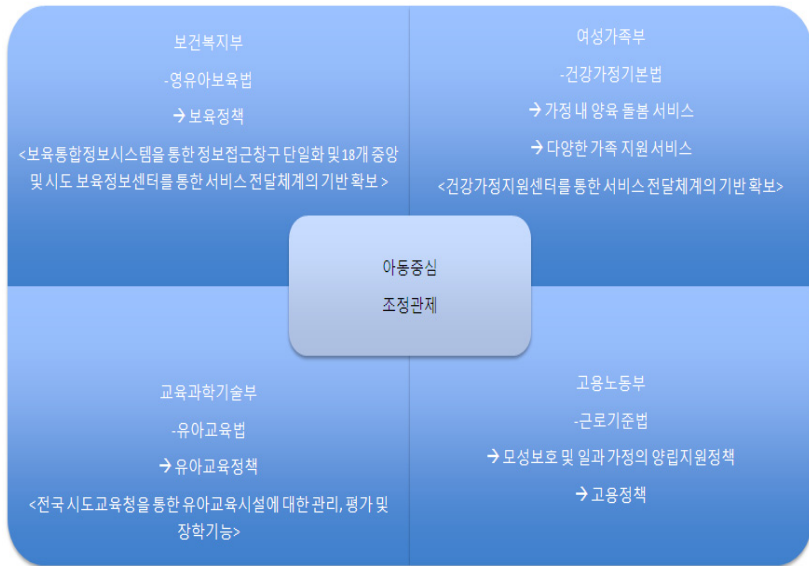 보건복지부
-영유아보육법
→보육정책
<보육통합정보시스템을 통한 정보접근창구 단일화 및 18개 중앙
및 시도 보육정보센터를 통한 서비스 전달체계의 기반 확보 >
여성가족부
-건강가정기본법
→가정 내 양육 돌봄 서비스
→다양한 가족 지원 서비스
<건강가정지원센터를 통한 서비스 전달체계의 기반 확보>
아동중심
조정관제
교육과학기술부
-유아교육법
→유아교육정책
<전국 시도교육청을 통한 유아교육시설에 대한 관리, 평가 및
장학기능>
고용노동부
-근로기준법
→모성보호 및 일과 가정의 양립지원정책
→고용정책